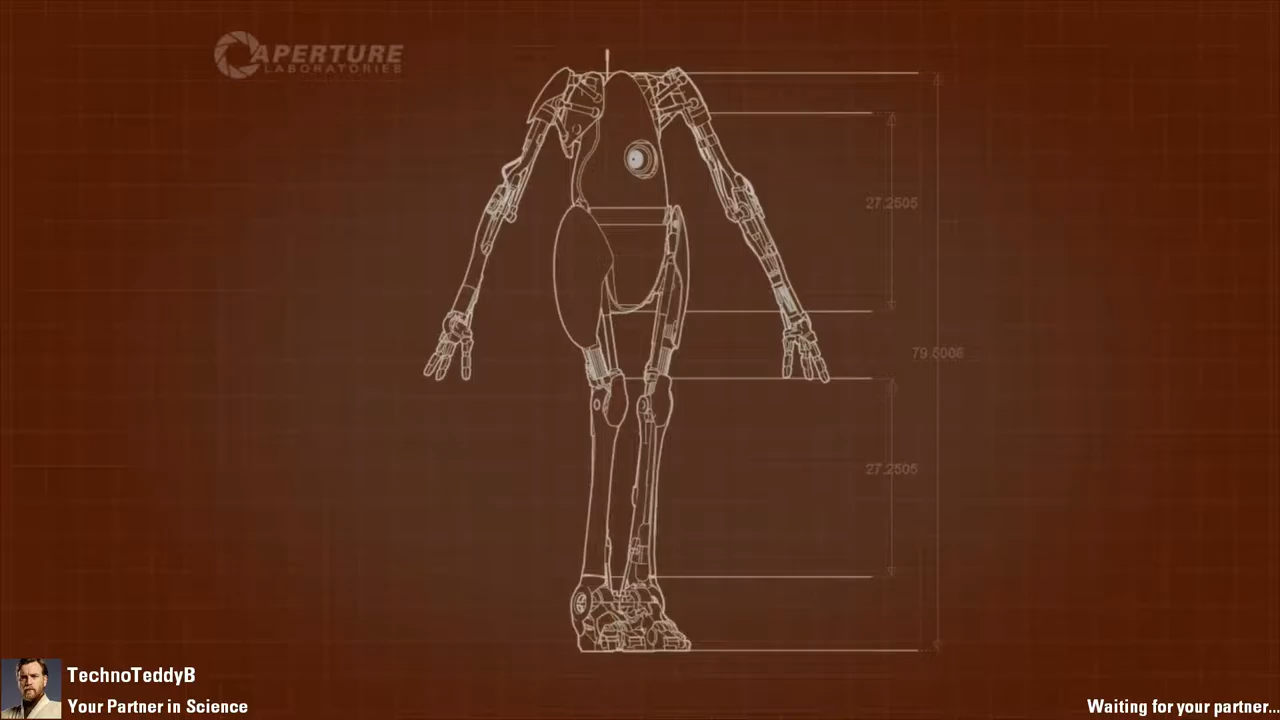 APERTURE
LABORATORIES
27.2505
79.5006
27.2505
TechnoTeddyB
Your Partner in Science
Waiting for your partner...